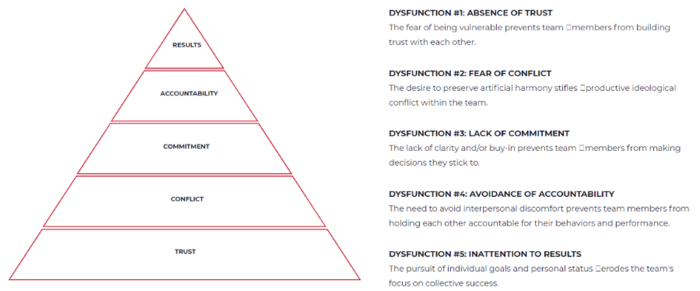 RESULTS
ACCOUNTABILITY
COMMITMENT
CONFLICT
TRUST
DYSFUNCTION #1: ABSENCE OF TRUST
The fear of being vulnerable prevents team □members from building
trust with each other.
DYSFUNCTION #2: FEAR OF CONFLICT
The desire to preserve artificial harmony stifles □productive ideological
conflict within the team.
DYSFUNCTION #3: LACK OF COMMITMENT
The lack of clarity and/or buy-in prevents team □members from making
decisions they stick to.
DYSFUNCTION #4: AVOIDANCE OF ACCOUNTABILITY
The need to avoid interpersonal discomfort prevents team members from
holding each other accountable for their behaviors and performance.
DYSFUNCTION #5: INATTENTION TO RESULTS
The pursuit of individual goals and personal status □erodes the team's
focus on collective success.